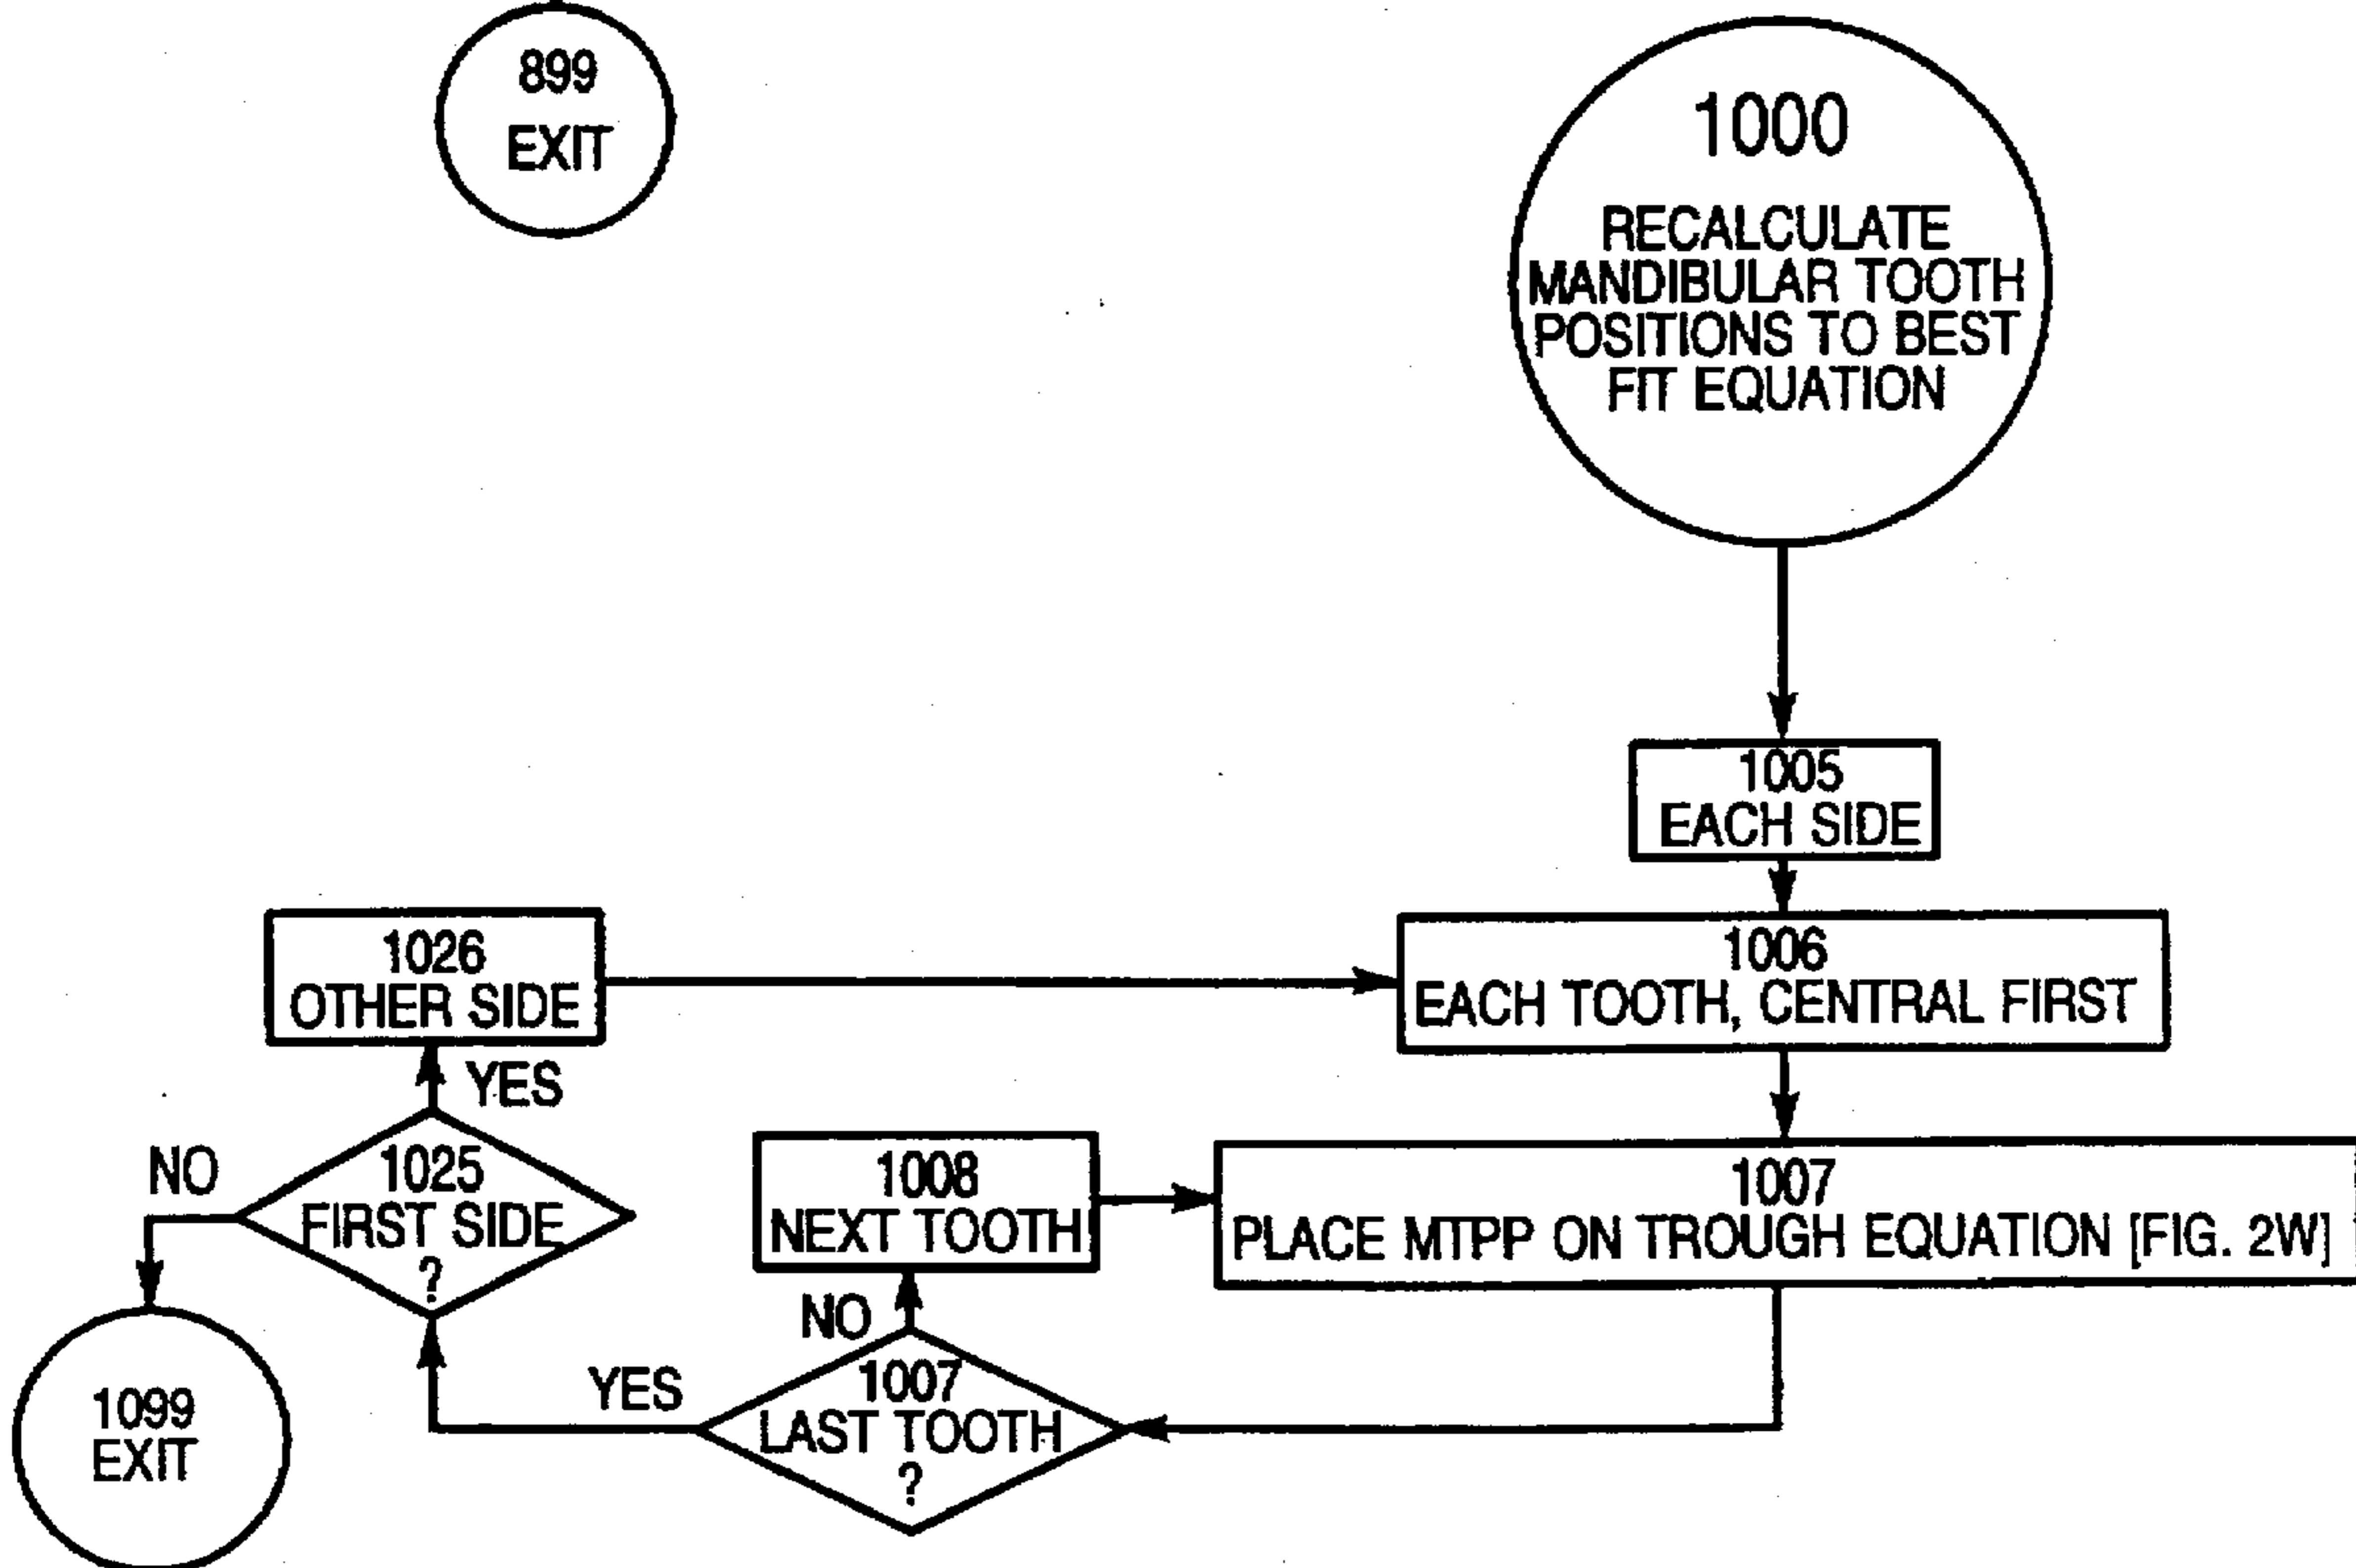 899
EXIT
1000
RECALCULATE
MANDIBULAR TOOTH
POSITIONS TO BEST
FIT EQUATION
1005
EACH SIDE
1026
OTHER SIDE
1006
EACH TOOTH, CENTRAL FIRST
YES
NO
1025
FIRST SIDE
?
1008
NEXT TOOTH
1007
PLACE MTPP ON TROUGH EQUATION [FIG. 2W]
NO
YES
1007
LAST TOOTH
?
1099
EXIT